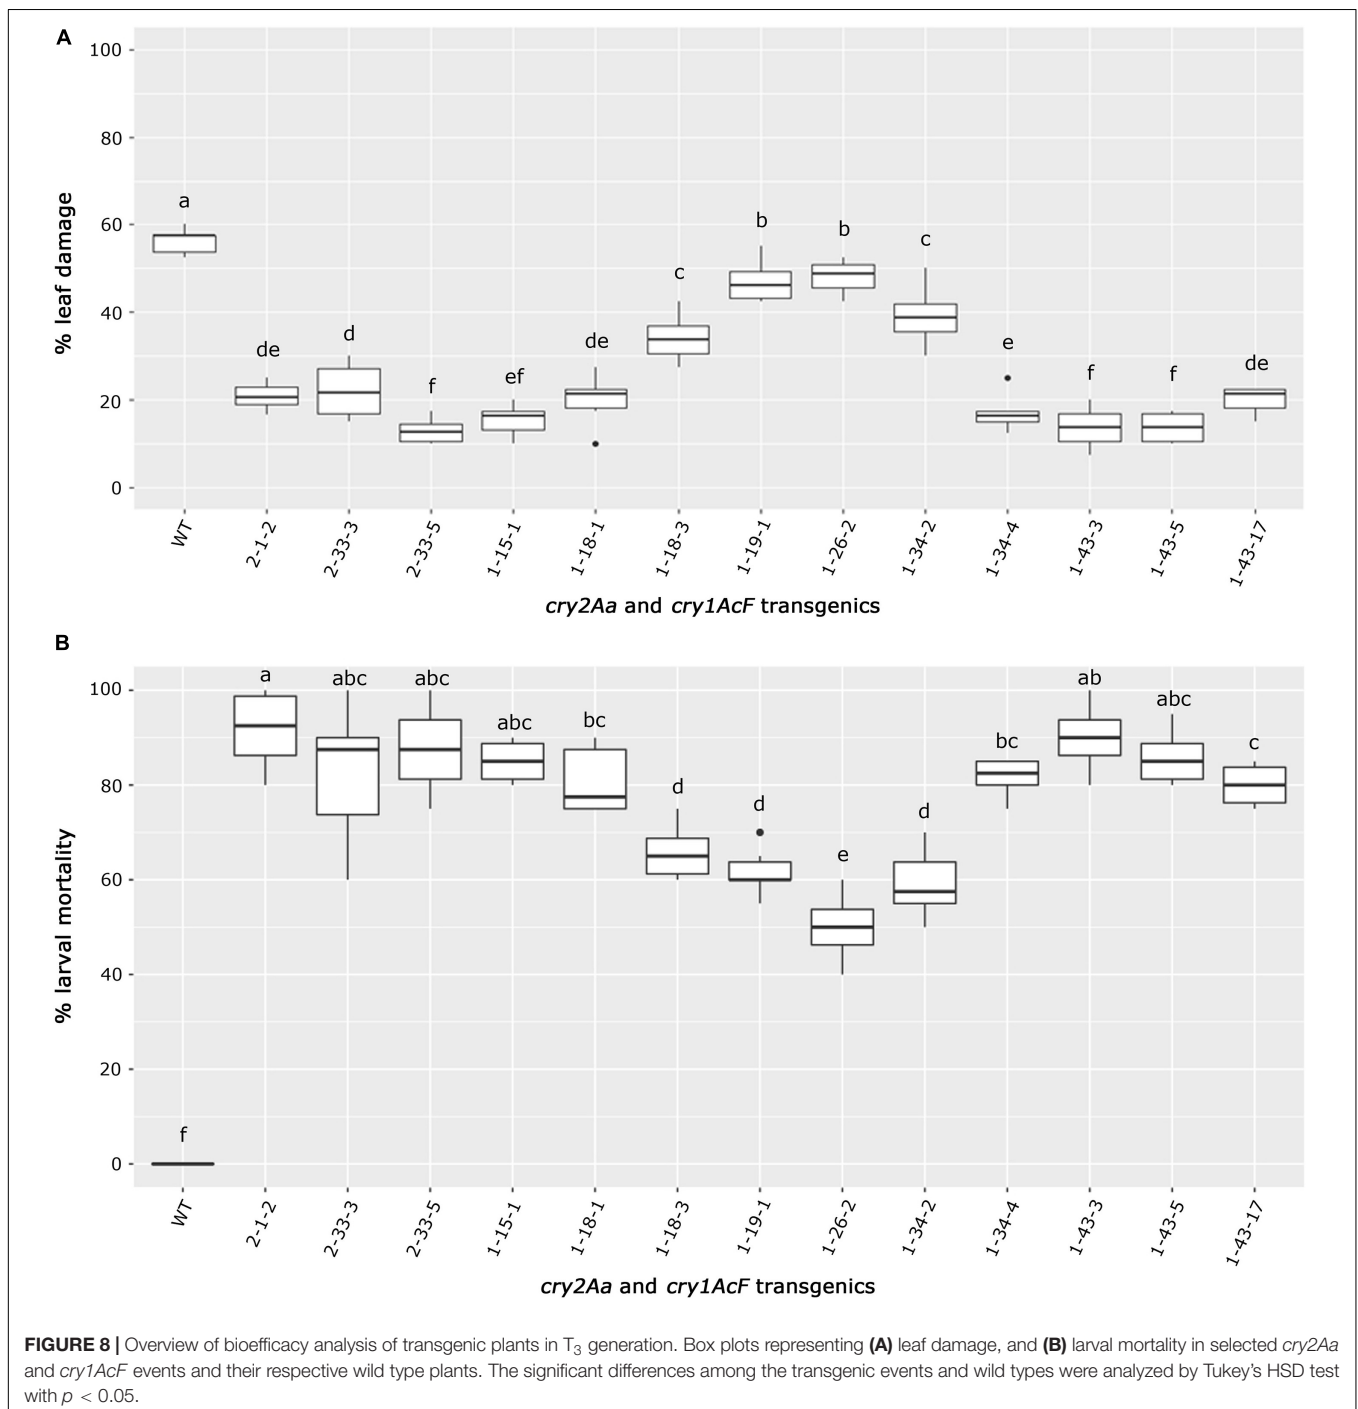 A
100
80
60
40
20
0
% leaf damage
a
de
d
f
ef
de
c
b
b
c
e
f
f
de
WT
2-1-2
2-33-3
2-33-5
1-15-1
1-18-1
1-18-3
1-19-1
1-26-2
1-34-2
1-34-4
1-43-3
1-43-5
1-43-17
cry2Aa and cry1AcF transgenics
B
100
80
60
40
20
0
% larval mortality
f
a
abc
abc
abc
bc
d
d
e
d
bc
ab
abc
c
WT
2-1-2
2-33-3
2-33-5
1-15-1
1-18-1
1-18-3
1-19-1
1-26-2
1-34-2
1-34-4
1-43-3
1-43-5
1-43-17
cry2Aa and cry1AcF transgenics
FIGURE 8 | Overview of bioefficacy analysis of transgenic plants in T3 generation. Box plots representing (A) leaf damage, and (B) larval mortality in selected cry2Aa
and cry1AcF events and their respective wild type plants. The significant differences among the transgenic events and wild types were analyzed by Tukey's HSD test
with p < 0.05.